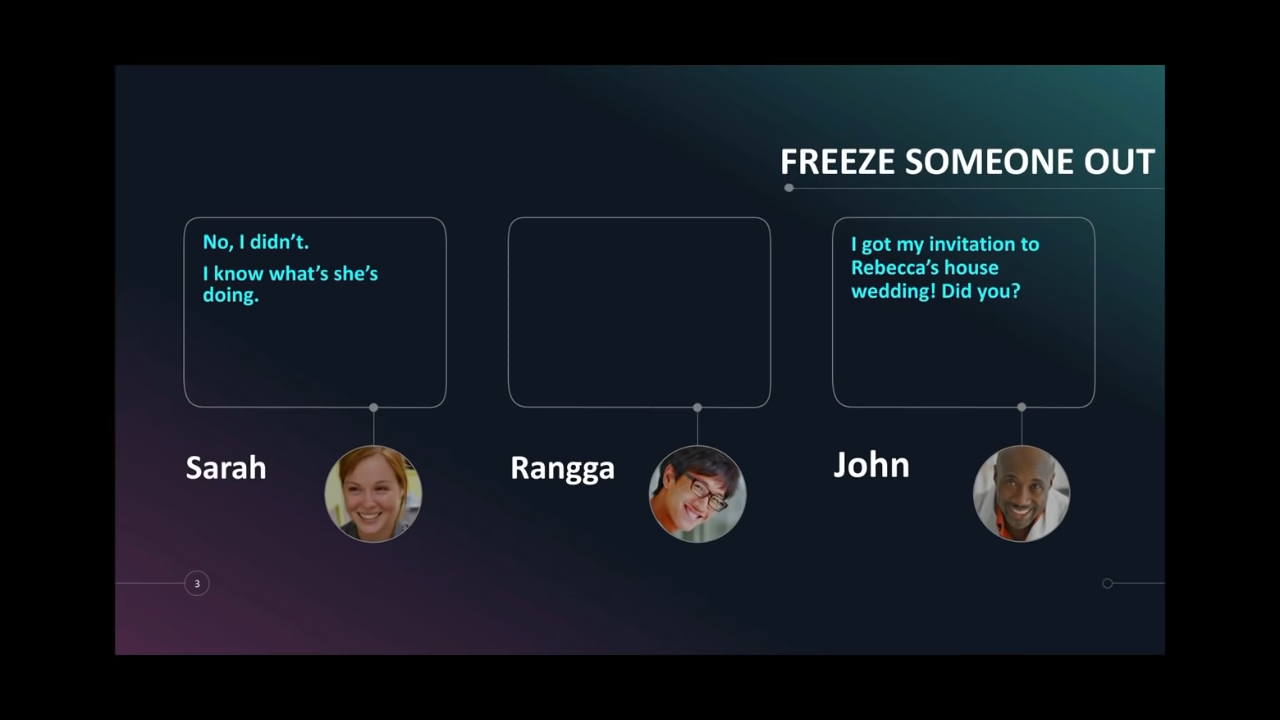 FREEZE SOMEONE OUT
No, I didn't.
I know what's she's
doing.
I got my invitation to
Rebecca's house
wedding! Did you?
Sarah
Rangga
John
3